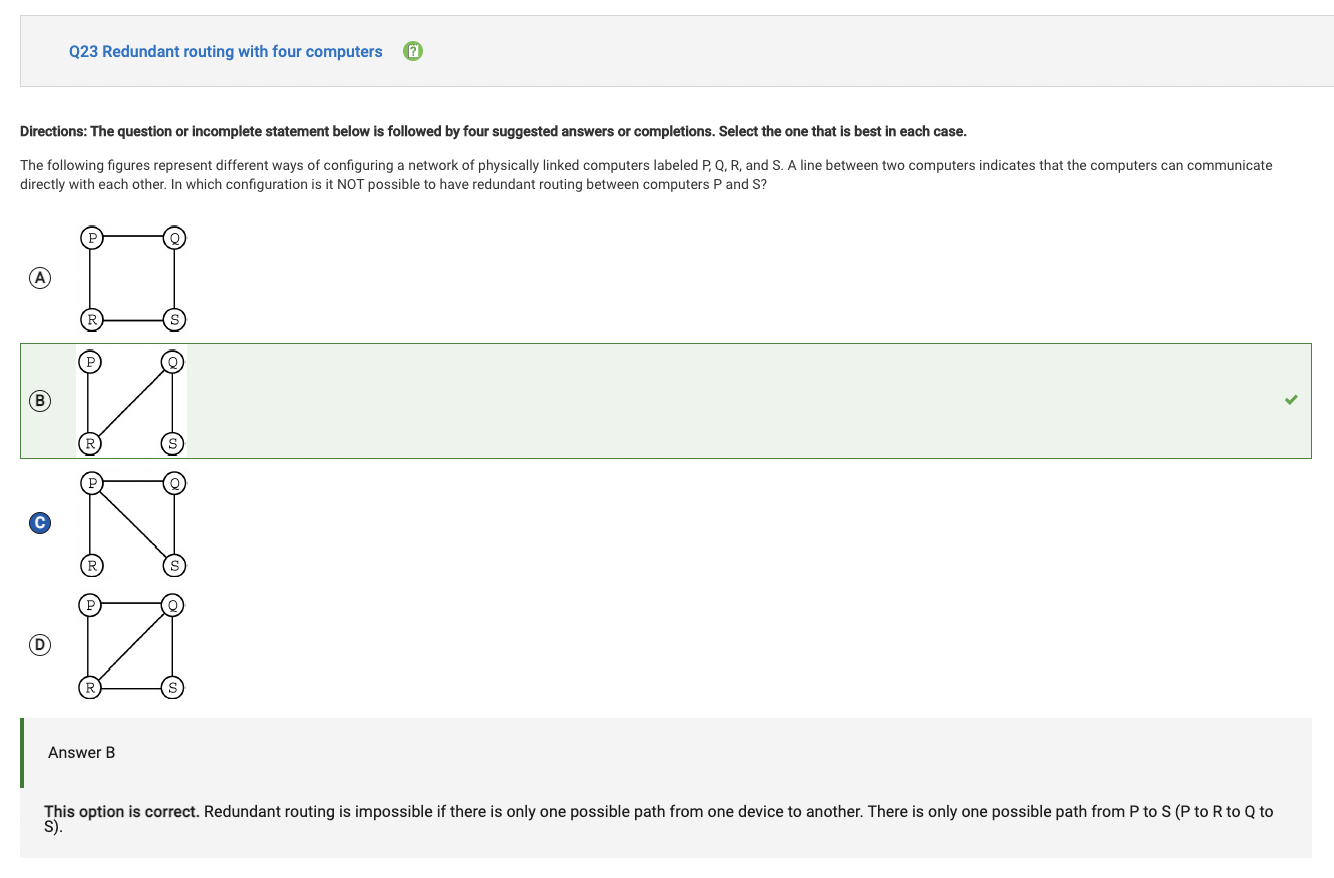 Q23 Redundant routing with four computers ?
Directions: The question or incomplete statement below is followed by four suggested answers or completions. Select the one that is best in each case.
The following figures represent different ways of configuring a network of physically linked computers labeled P, Q, R, and S. A line between two computers indicates that the computers can communicate
directly with each other. In which configuration is it NOT possible to have redundant routing between computers P and S?
P Q
A
R S
P Q
B
R S
P Q
C
R S
P Q
D
R S
Answer B
This option is correct. Redundant routing is impossible if there is only one possible path from one device to another. There is only one possible path from P to S (P to R to Q to
S).